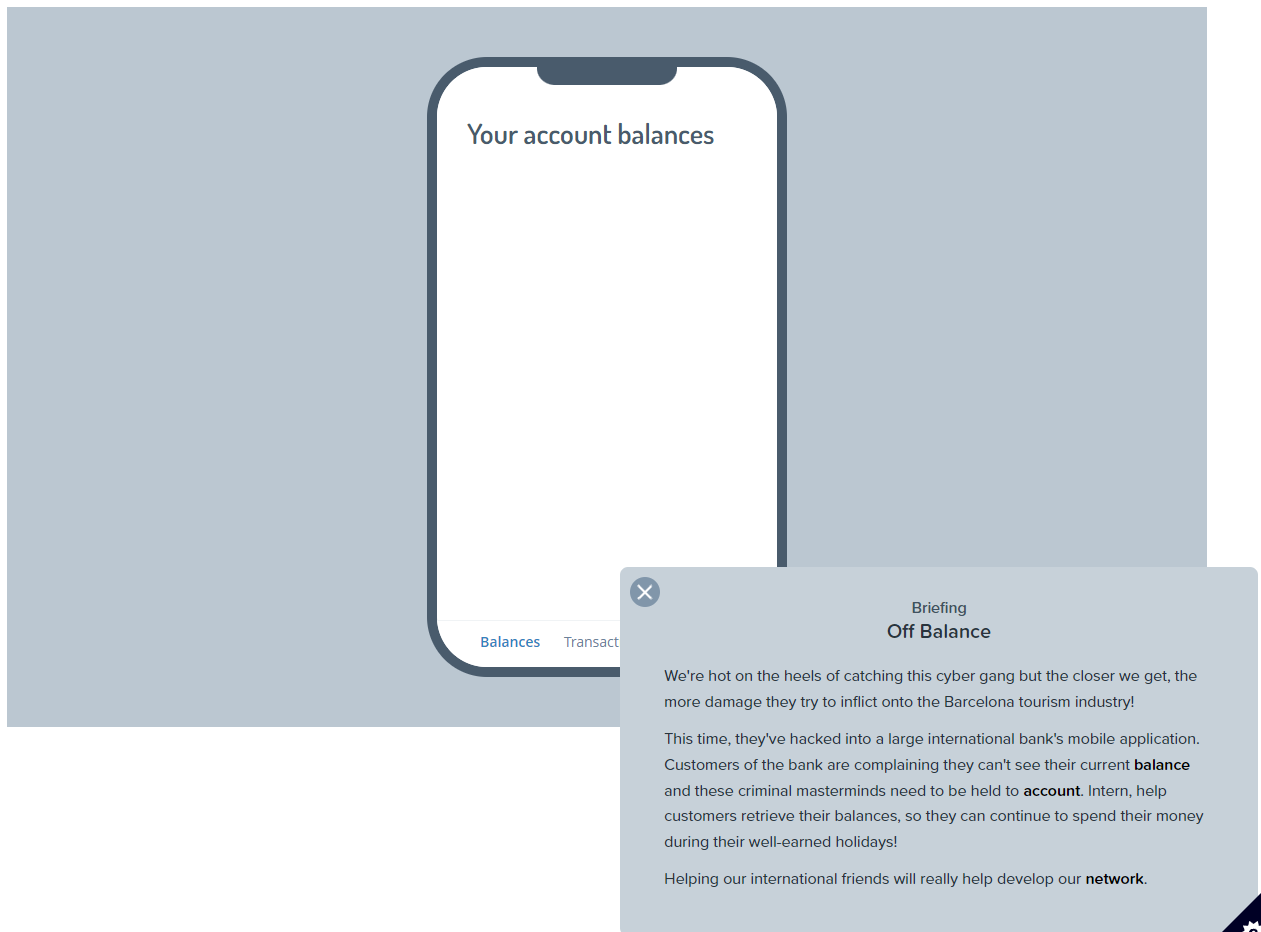 Your account balances
Balances Transact
Briefing
Off Balance
We're hot on the heels of catching this cyber gang but the closer we get, the
more damage they try to inflict onto the Barcelona tourism industry!
This time, they've hacked into a large international bank's mobile application.
Customers of the bank are complaining they can't see their current balance
and these criminal masterminds need to be held to account. Intern, help
customers retrieve their balances, so they can continue to spend their money
during their well-earned holidays!
Helping our international friends will really help develop our network.